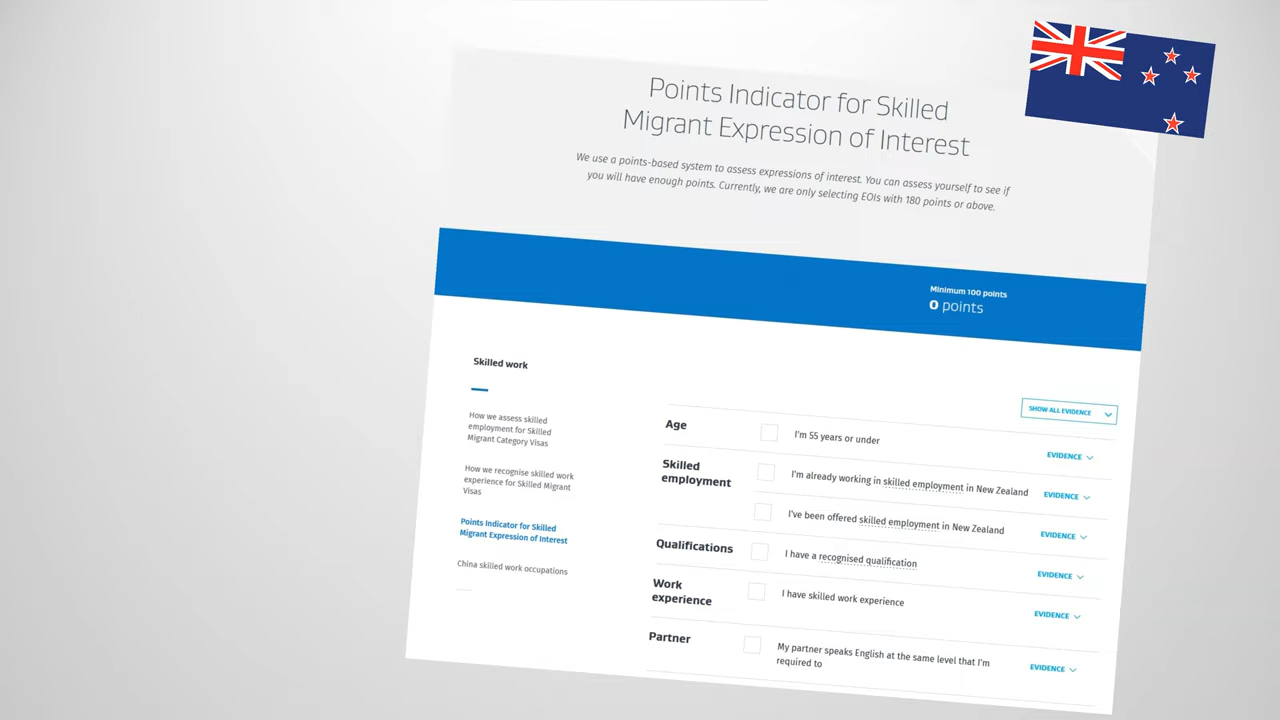 Points Indicator for Skilled
Migrant Expression of Interest
We use a points-based system to assess expressions of interest. You can assess yourself to see if
you will have enough points. Currently, we are only selecting EOIs with 180 points or above.
Minimum 100 points
0 points
Skilled work
How we assess skilled
employment for Skilled
Migrant Category Visas
How we recognise skilled work
experience for Skilled Migrant
Visas
Points Indicator for Skilled
Migrant Expression of Interest
China skilled work occupations
SHOW ALL EVIDENCE
Age
I'm 55 years or under
EVIDENCE
Skilled
employment
I'm already working in skilled employment in New Zealand
EVIDENCE
I've been offered skilled employment in New Zealand
EVIDENCE
Qualifications
I have a recognised qualification
EVIDENCE
Work
experience
I have skilled work experience
EVIDENCE
Partner
My partner speaks English at the same level that I'm
required to
EVIDENCE